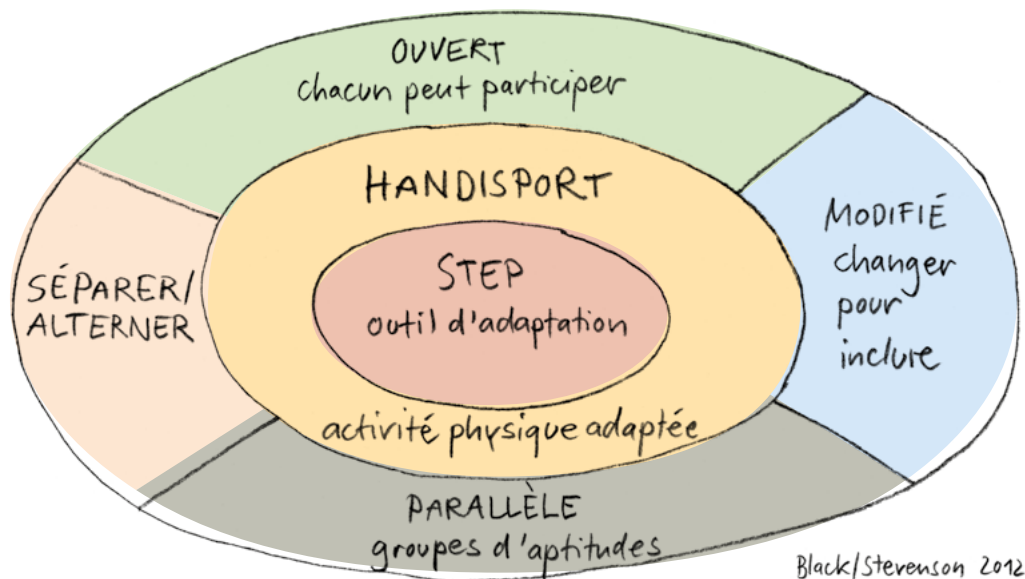 OUVERT
chacun peut participer
HANDISPORT
MODIFIÉ
changer
pour
inclure
STEP
outil d'adaptation
SÉPARER/
ALTERNER
activité physique adaptée
PARALLÈLE
groupes d'aptitudes
Black/Stevenson 2012